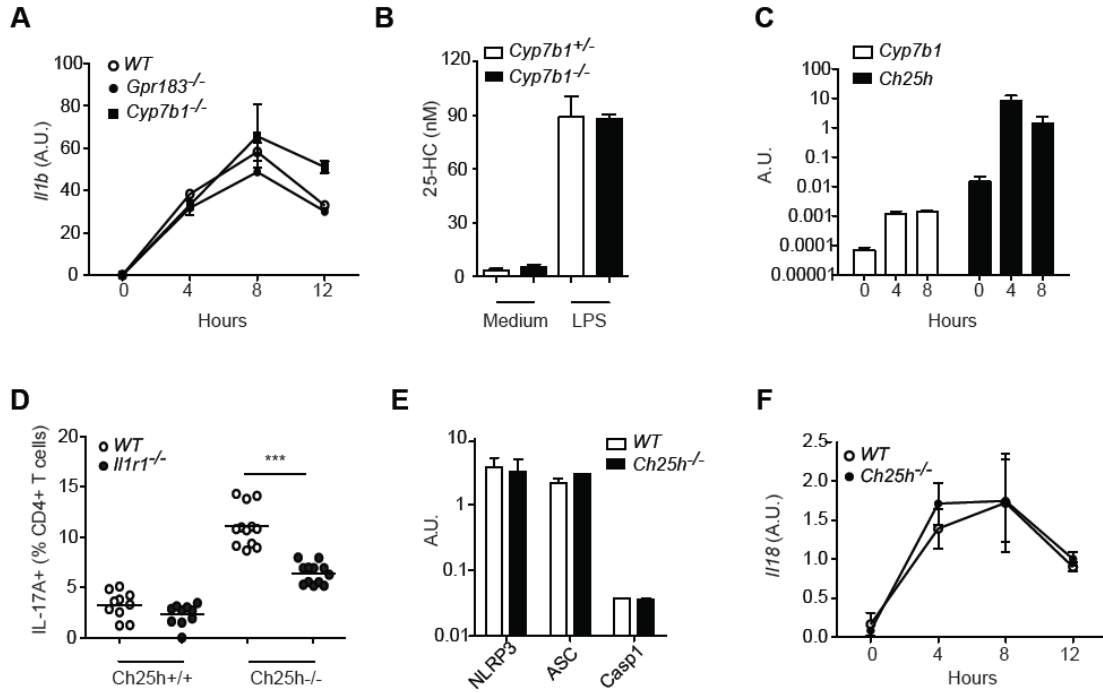 A
Il1b (A.U.)
100
80
60
40
20
0
WT
Gpr183-/-
Cyp7b1-/-
0 4 8 12
Hours
B
25-HC (nM)
120
90
60
30
0
Cyp7b1+/-
Cyp7b1-/-
Medium LPS
C
A.U.
10
1
0.1
0.01
0.001
0.0001
0.00001
Cyp7b1
Ch25h
0 4 8 0 4 8
Hours
D
IL-17A+ (% CD4+ T cells)
20
15
10
5
0
WT
Il1r1-/-
***
Ch25h+/+ Ch25h-/-
E
A.U.
10
1
0.1
0.01
WT
Ch25h-/-
NLRP3 ASC Casp1
F
Il18 (A.U.)
2.5
2.0
1.5
1.0
0.5
0.0
WT
Ch25h-/-
0 4 8 12
Hours